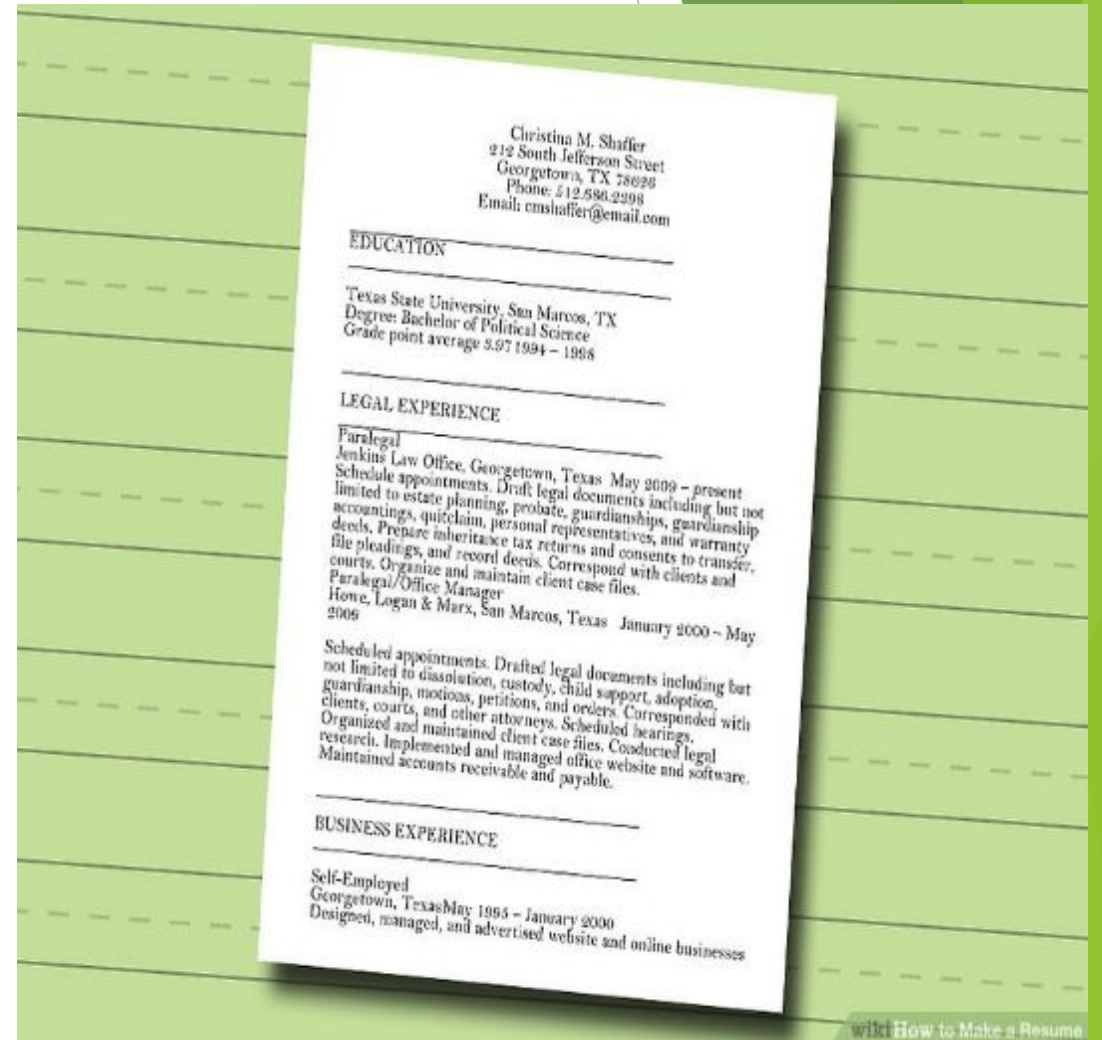 Christina M. Shaffer
212 South Jefferson Street
Georgetown, TX 78626
Phone: 512.686.2398
Email: cmshaffer@email.com
EDUCATION
Texas State University, San Marcos, TX
Degree: Bachelor of Political Science
Grade point average 3.97 1994 – 1998
LEGAL EXPERIENCE
Paralegal
Jenkins Law Office, Georgetown, Texas May 2009 – present
Schedule appointments. Draft legal documents including but not
limited to estate planning, probate, guardianships, guardianship
accountings, quitclaim, personal representatives, and warranty
deeds. Prepare inheritance tax returns and consents to transfer,
file pleadings, and record deeds. Correspond with clients and
courts. Organize and maintain client case files.
Paralegal/Office Manager
Howe, Logan & Marx, San Marcos, Texas January 2000 – May
2009
Scheduled appointments. Drafted legal documents including but
not limited to dissolution, custody, child support, adoption,
guardianship, motions, petitions, and orders. Corresponded with
clients, courts, and other attorneys. Scheduled hearings.
Organized and maintained client case files. Conducted legal
research. Implemented and managed office website and software.
Maintained accounts receivable and payable.
BUSINESS EXPERIENCE
Self-Employed
Georgetown, TexasMay 1995 – January 2000
Designed, managed, and advertised website and online businesses
wikiHow to Make a Resume